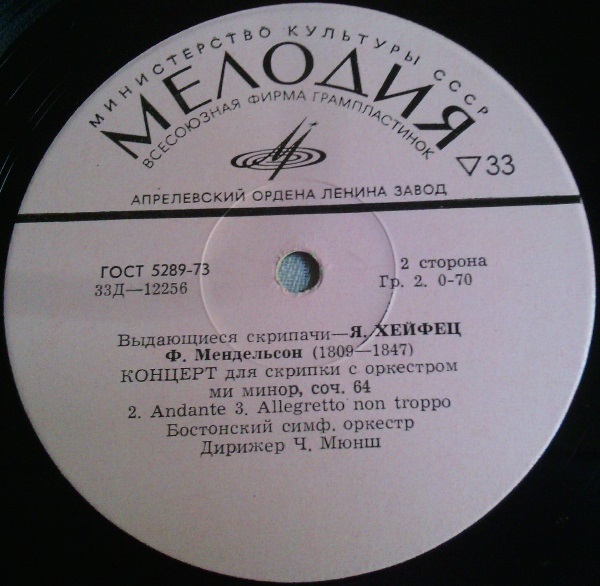 МИНИСТЕРСТВО КУЛЬТУРЫ СССР
МЕЛОДИЯ
ВСЕСОЮЗНАЯ ФИРМА ГРАМПЛАСТИНОК
33
АПРЕЛЕВСКИЙ ОРДЕНА ЛЕНИНА ЗАВОД
ГОСТ 5289-73
33Д—12256
2 сторона
Гр. 2. 0-70
Выдающиеся скрипачи—Я. ХЕЙФЕЦ
Ф. Мендельсон (1809—1847)
КОНЦЕРТ для скрипки с оркестром
ми минор, соч. 64
2. Andante 3. Allegretto non troppo
Бостонский симф. оркестр
Дирижер Ч. Мюнш